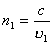 n₁ = c/υ₁